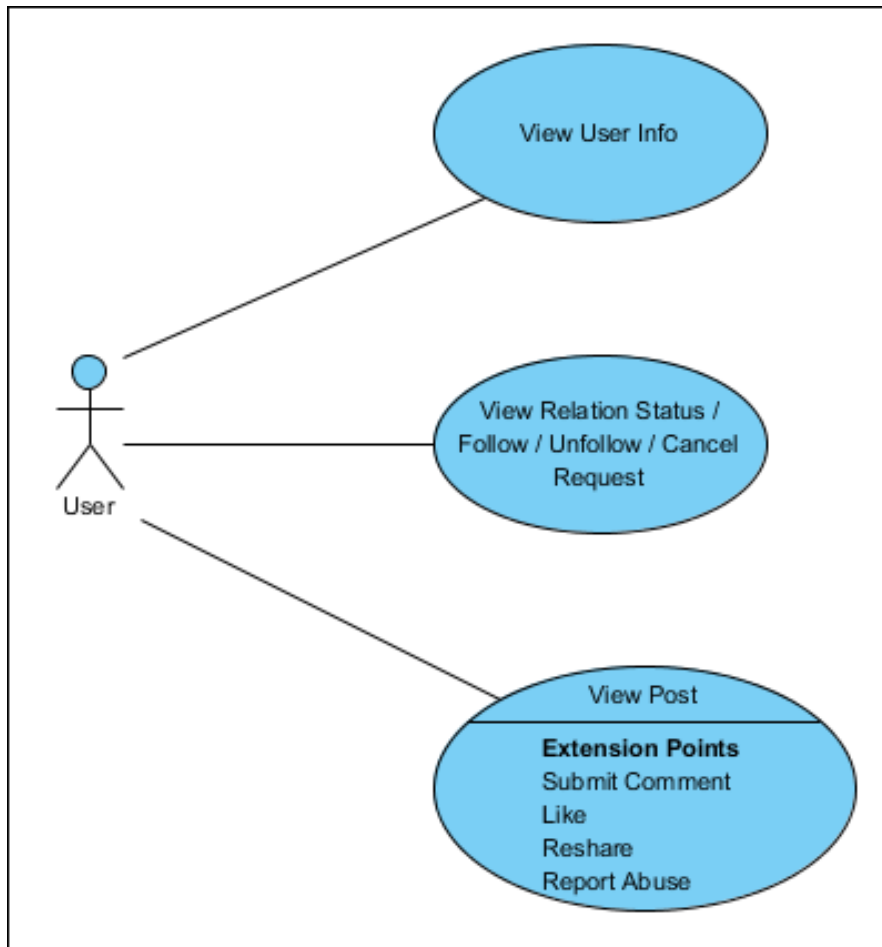 View User Info
View Relation Status /
Follow / Unfollow / Cancel
Request
User
View Post
Extension Points
Submit Comment
Like
Reshare
Report Abuse